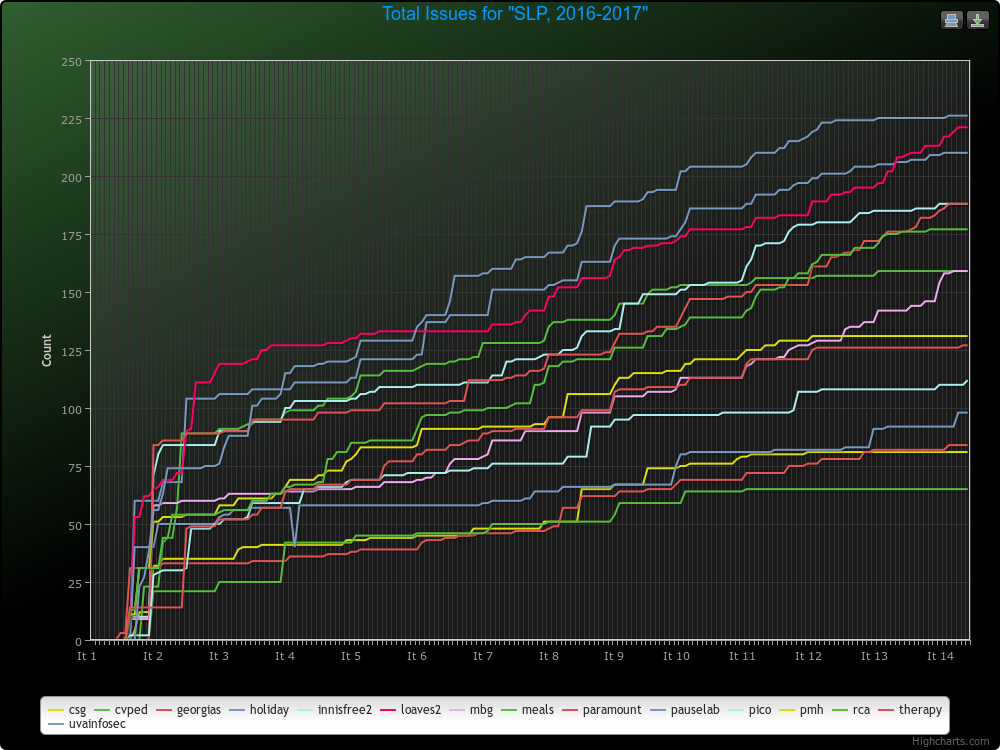 Total Issues for "SLP, 2016-2017"
250
225
200
175
150
125
100
75
50
25
0
Count
It 1 It 2 It 3 It 4 It 5 It 6 It 7 It 8 It 9 It 10 It 11 It 12 It 13 It 14
csg cvped georgias holiday innisfree2 loaves2 mbg meals paramount pauselab pico pmh rca therapy
uvainfosec
Highcharts.com